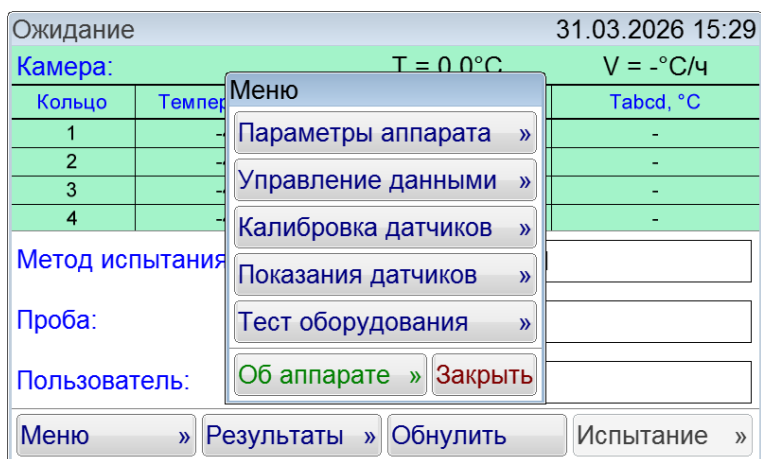 Ожидание 31.03.2026 15:29
Камера: T = 0.0°C V = -°C/ч
Меню
Кольцо Tabcd, °C
Параметры аппарата »
1 -
Управление данными »
2 -
3 -
Калибровка датчиков »
4 -
Метод испытания
Показания датчиков »
Проба:
Тест оборудования »
Пользователь:
Об аппарате » Закрыть
Меню » Результаты » Обнулить Испытание »